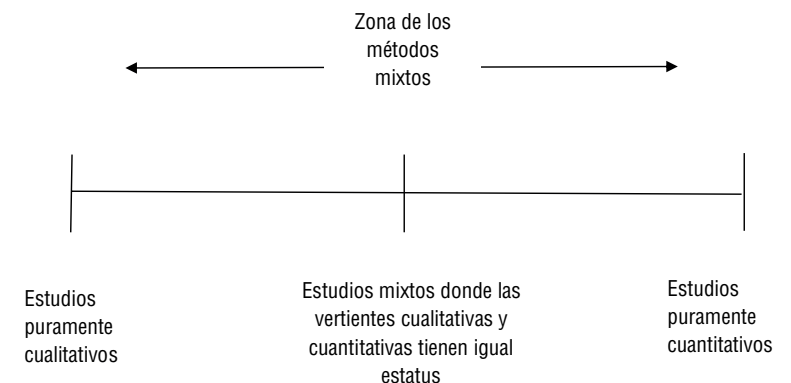 Zona de los
métodos
mixtos
Estudios
puramente
cualitativos
Estudios mixtos donde las
vertientes cualitativas y
cuantitativas tienen igual
estatus
Estudios
puramente
cuantitativos